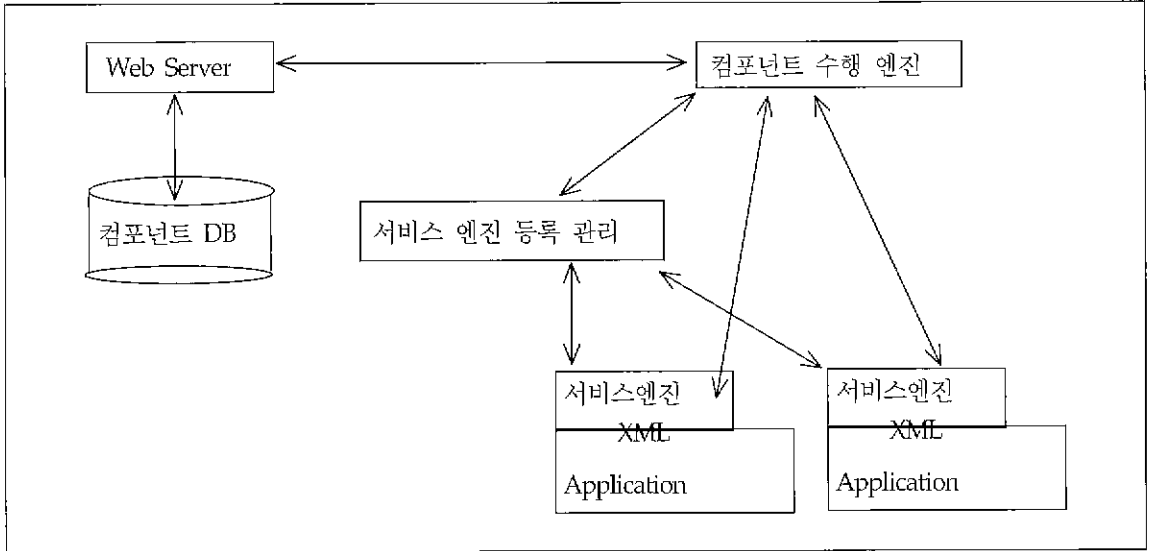 Web Server
컴포넌트 수행 엔진
컴포넌트 DB
서비스 엔진 등록 관리
서비스엔진
XML
Application
서비스엔진
XML
Application